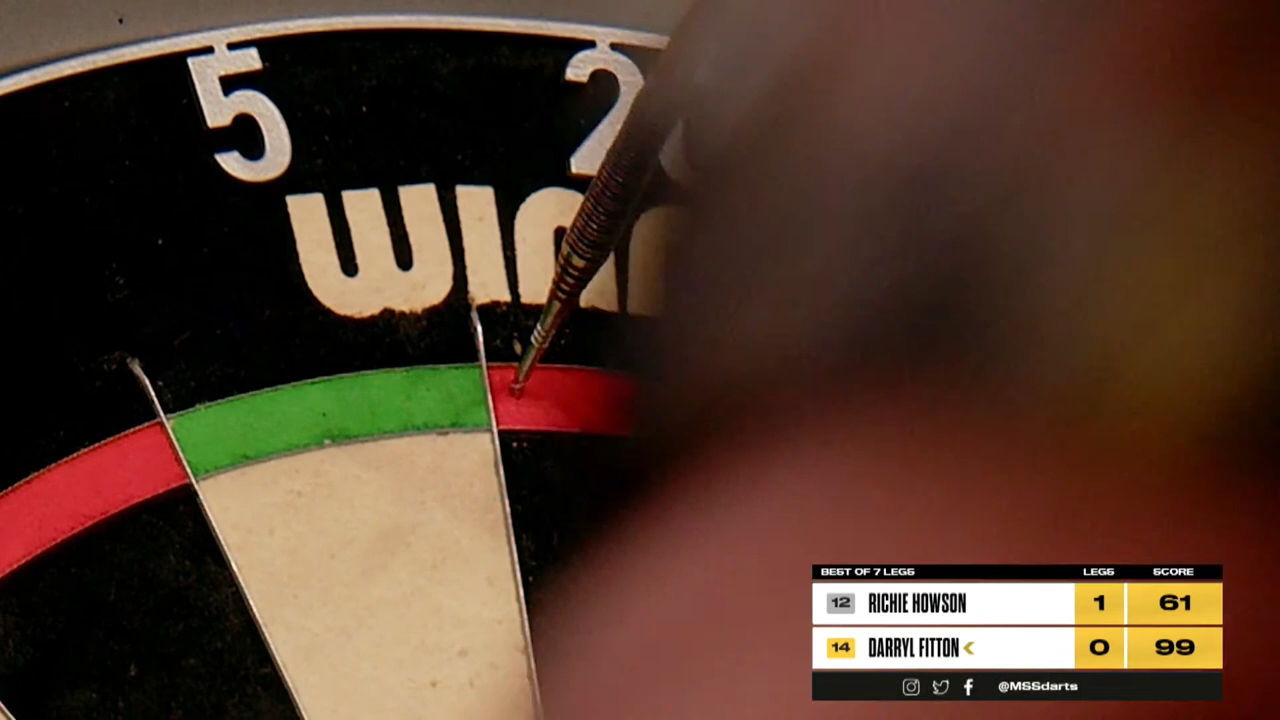 5 2
BEST OF 7 LEGS LEGS SCORE
12 RICHIE HOWSON 1 61
14 DARRYL FITTON 0 99
@MSSdarts